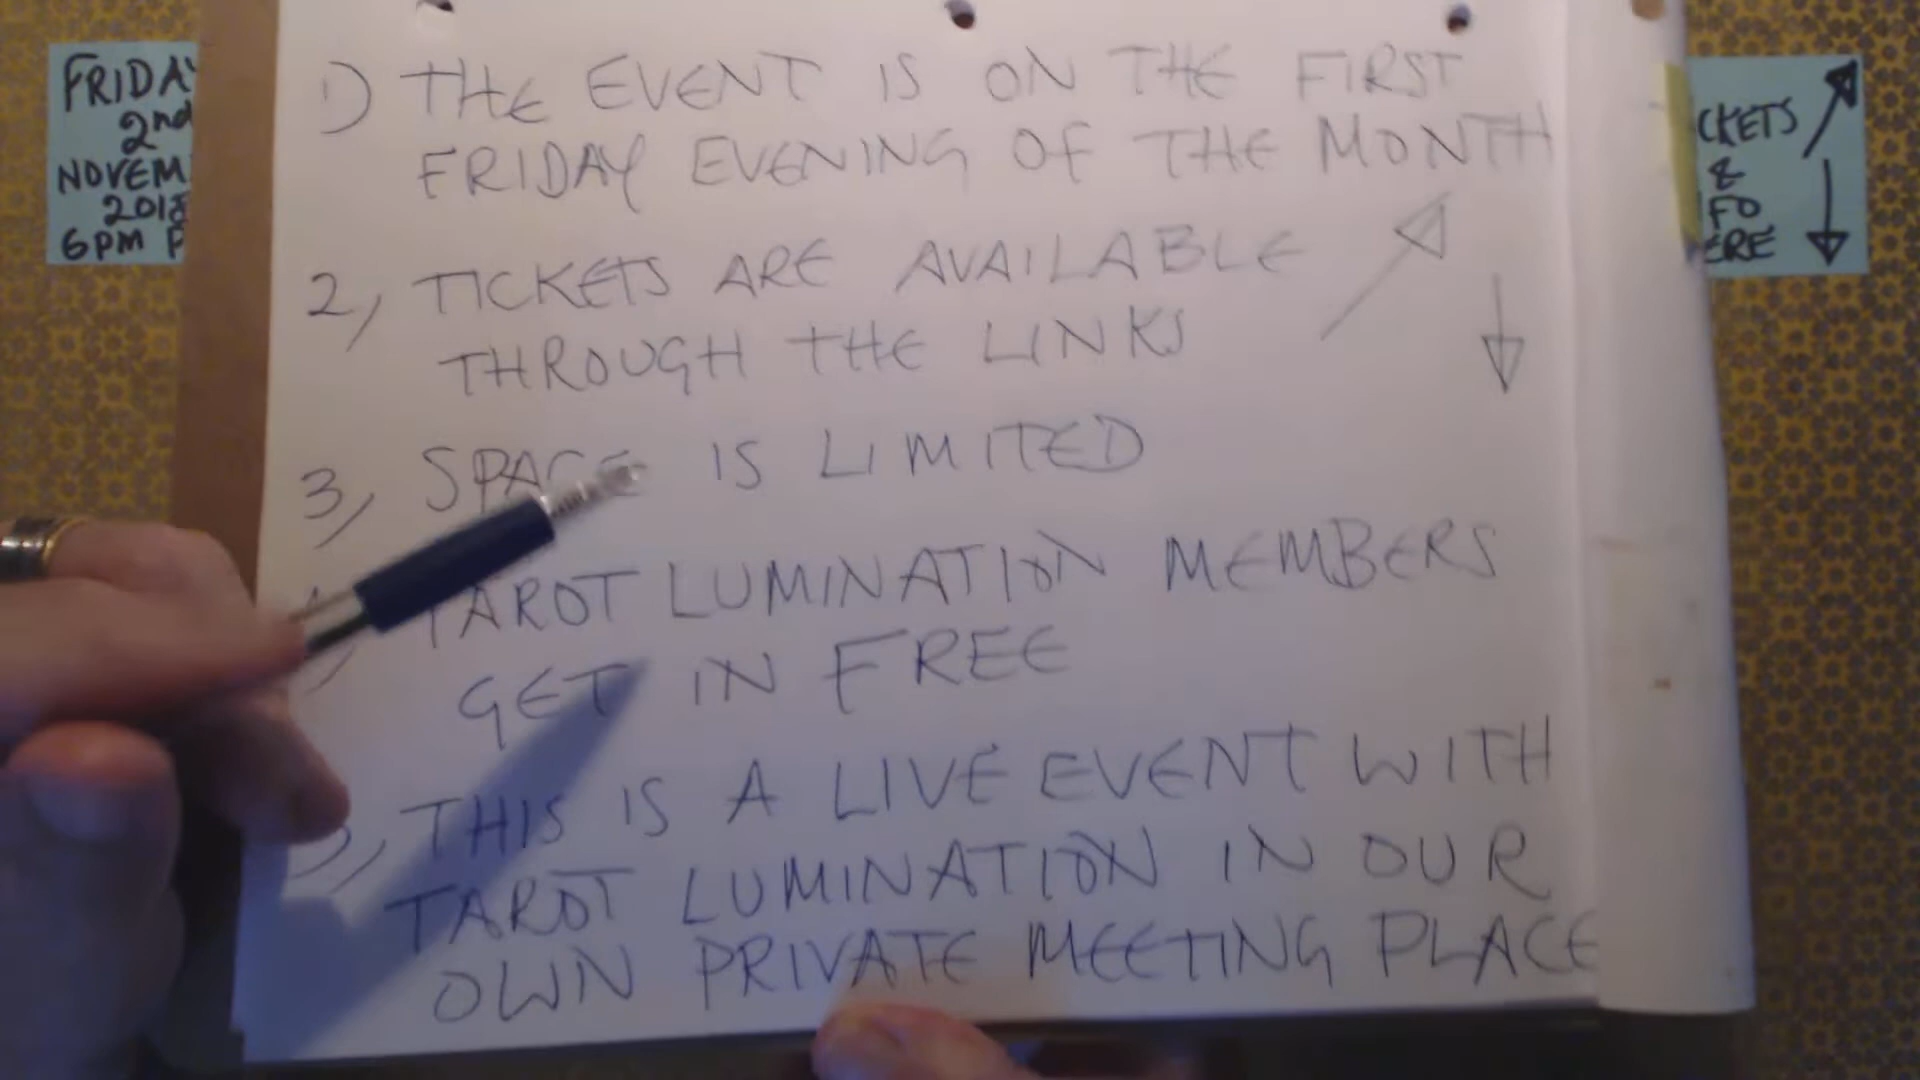 FRIDAY
2nd
NOVEM
2018
6PM P
1) THE EVENT IS ON THE FIRST
FRIDAY EVENING OF THE MONTH
2, TICKETS ARE AVAILABLE
THROUGH THE LINKS
3, SPACE IS LIMITED
TAROT LUMINATION MEMBERS
GET IN FREE
5, THIS IS A LIVE EVENT WITH
TAROT LUMINATION IN OUR
OWN PRIVATE MEETING PLACE
CKETS
&
FO
ERE